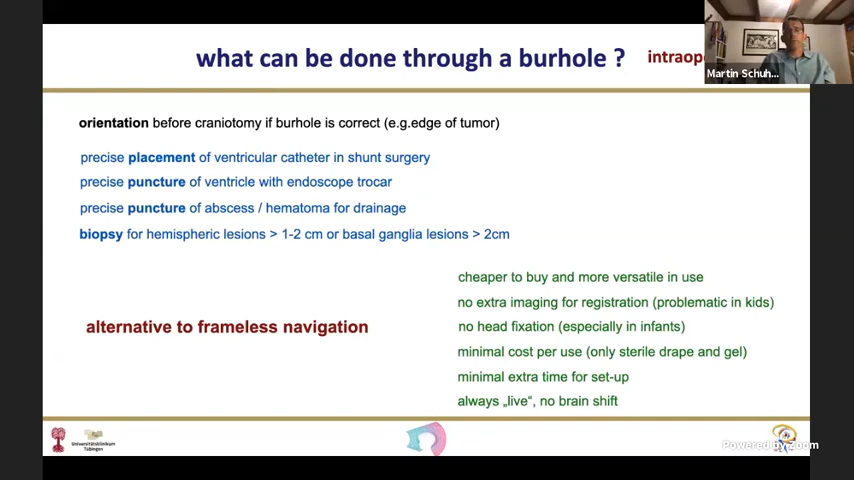 what can be done through a burhole ?
intraop
Martin Schuh...
orientation before craniotomy if burhole is correct (e.g.edge of tumor)
precise placement of ventricular catheter in shunt surgery
precise puncture of ventricle with endoscope trocar
precise puncture of abscess / hematoma for drainage
biopsy for hemispheric lesions > 1-2 cm or basal ganglia lesions > 2cm
cheaper to buy and more versatile in use
no extra imaging for registration (problematic in kids)
alternative to frameless navigation
no head fixation (especially in infants)
minimal cost per use (only sterile drape and gel)
minimal extra time for set-up
always „live“, no brain shift
Universitätsklinikum
Tübingen
Powered by Zoom